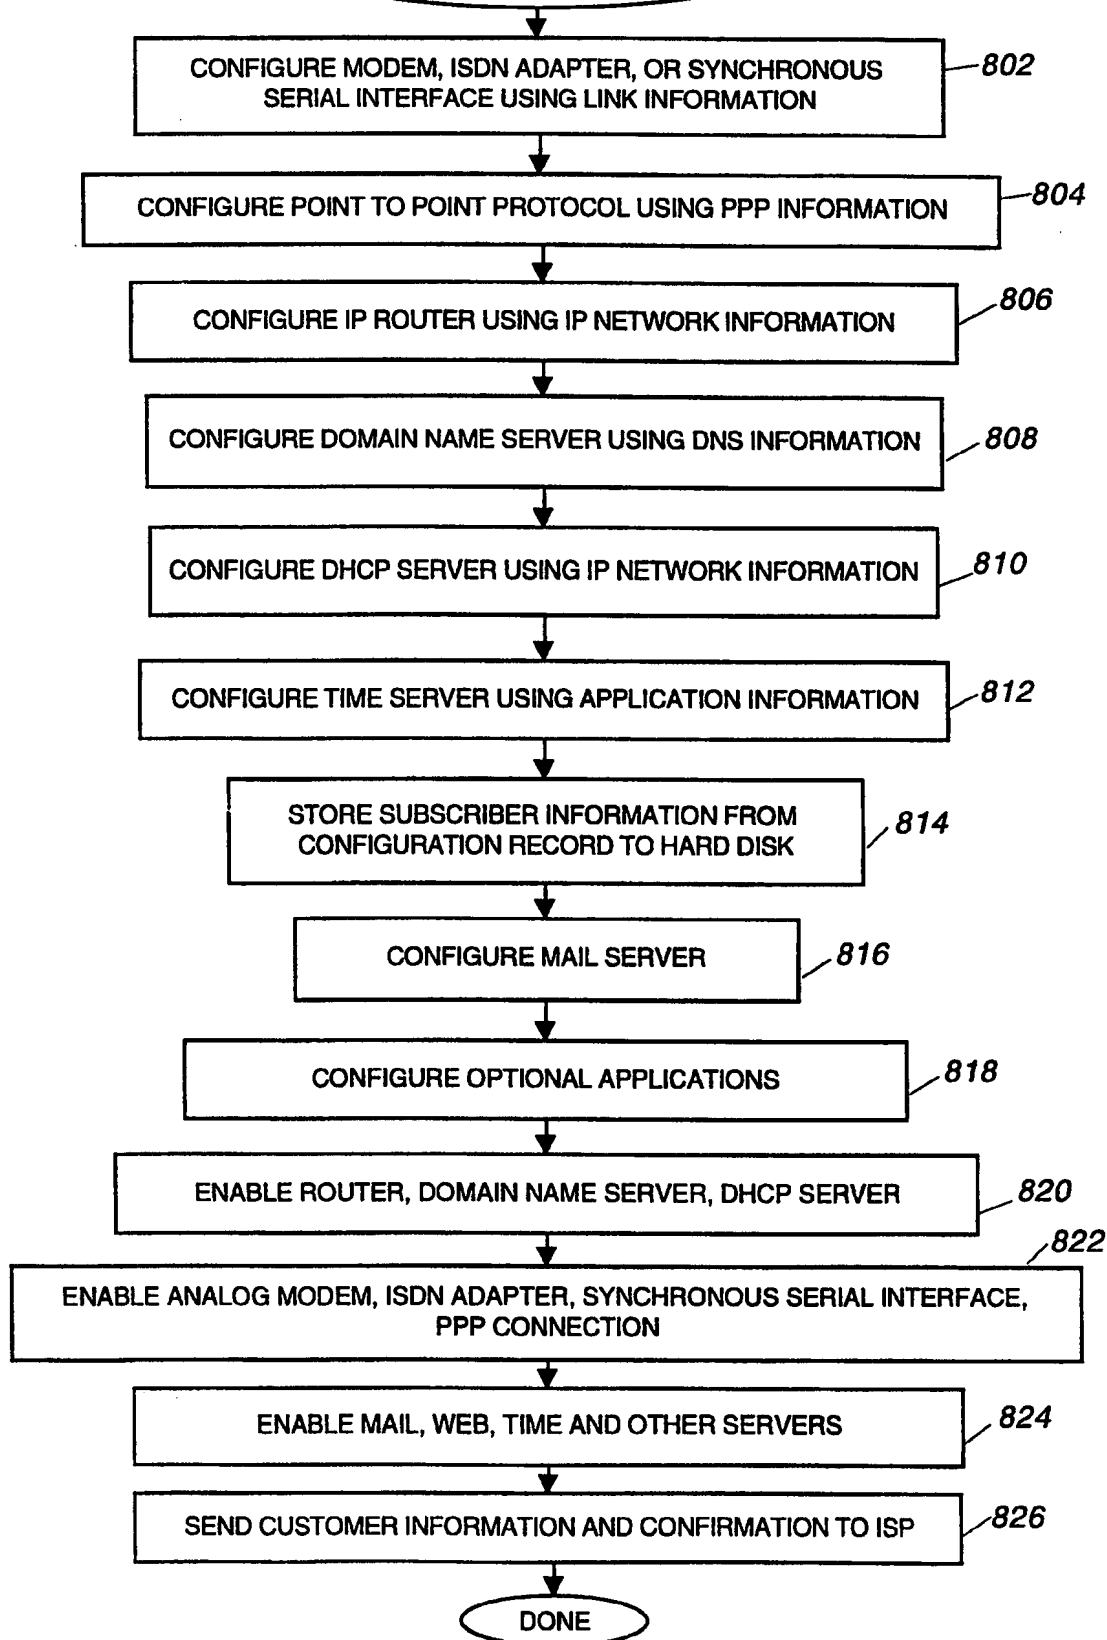 CONFIGURE MODEM, ISDN ADAPTER, OR SYNCHRONOUS
SERIAL INTERFACE USING LINK INFORMATION
802
CONFIGURE POINT TO POINT PROTOCOL USING PPP INFORMATION
804
CONFIGURE IP ROUTER USING IP NETWORK INFORMATION
806
CONFIGURE DOMAIN NAME SERVER USING DNS INFORMATION
808
CONFIGURE DHCP SERVER USING IP NETWORK INFORMATION
810
CONFIGURE TIME SERVER USING APPLICATION INFORMATION
812
STORE SUBSCRIBER INFORMATION FROM
CONFIGURATION RECORD TO HARD DISK
814
CONFIGURE MAIL SERVER
816
CONFIGURE OPTIONAL APPLICATIONS
818
ENABLE ROUTER, DOMAIN NAME SERVER, DHCP SERVER
820
822
ENABLE ANALOG MODEM, ISDN ADAPTER, SYNCHRONOUS SERIAL INTERFACE,
PPP CONNECTION
ENABLE MAIL, WEB, TIME AND OTHER SERVERS
824
SEND CUSTOMER INFORMATION AND CONFIRMATION TO ISP
826
DONE